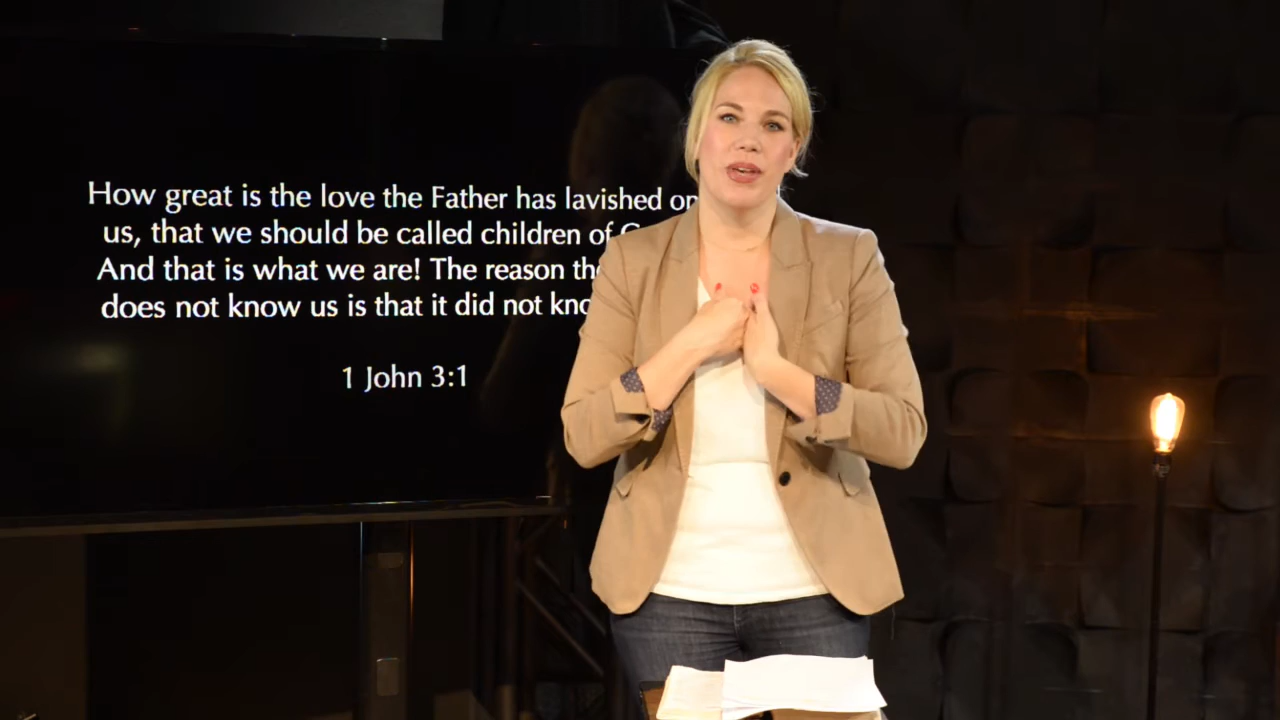 How great is the love the Father has lavished on
us, that we should be called children of
And that is what we are! The reason
does not know us is that it did not
1 John 3:1